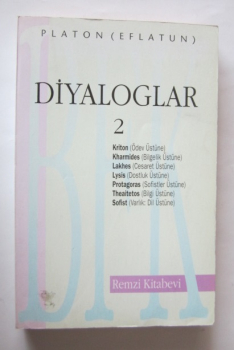 PLATON (EFLATUN)
DİYALOGLAR
2
Kriton (Ödev Üstüne)
Kharmides (Bilgelik Üstüne)
Lakhes (Cesaret Üstüne)
Lysis (Dostluk Üstüne)
Protagoras (Sofistler Üstüne)
Theaitetos (Bilgi Üstüne)
Sofist (Varlık: Dil Üstüne)
Remzi Kitabevi